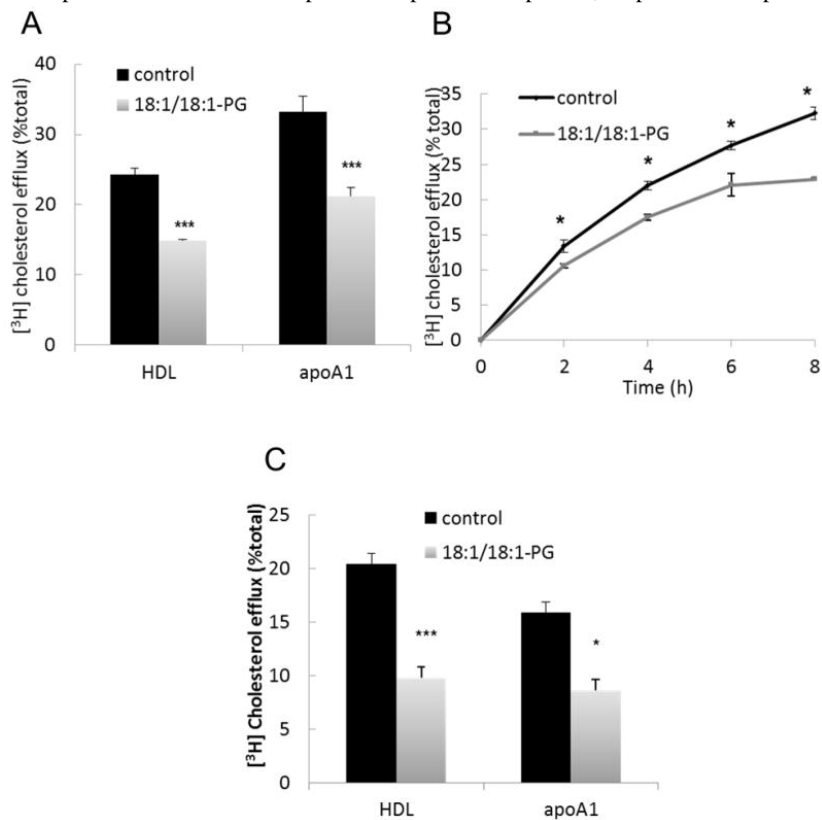 A
[³H] cholesterol efflux (%total)
40
30
20
10
0
control
18:1/18:1-PG
***
***
HDL
apoA1
B
[³H] cholesterol efflux (% total)
35
30
25
20
15
10
5
0
control
18:1/18:1-PG
*
*
*
*
0
2
4
6
8
Time (h)
C
[³H] Cholesterol efflux (%total)
25
20
15
10
5
0
control
18:1/18:1-PG
***
*
HDL
apoA1